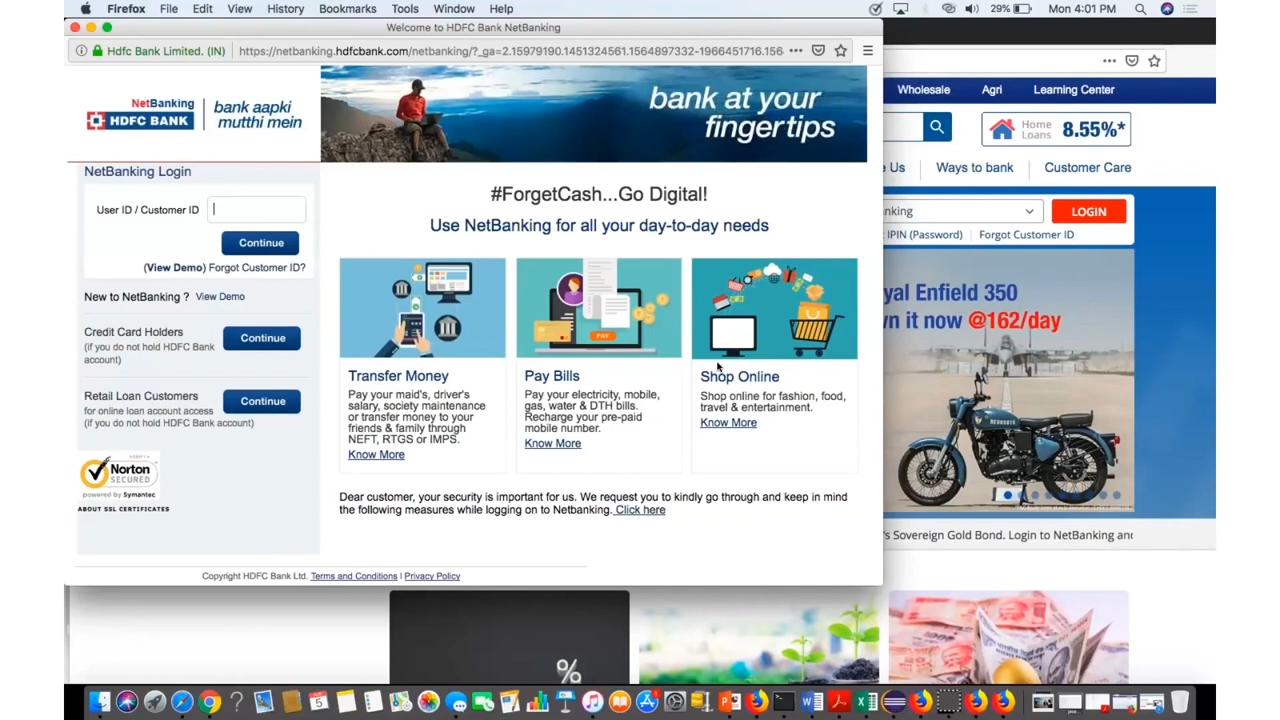 Firefox File Edit View History Bookmarks Tools Window Help 29% Mon 4:01 PM
Welcome to HDFC Bank NetBanking
Hdfc Bank Limited. (IN) https://netbanking.hdfcbank.com/netbanking/?_ga=2.15979190.1451324561.1564897332-1966451716.156
NetBanking
HDFC BANK
bank aapki
mutthi mein
bank at your
fingertips
Wholesale Agri Learning Center
Home
Loans 8.55%*
e Us Ways to bank Customer Care
NetBanking Login
User ID / Customer ID
Continue
(View Demo) Forgot Customer ID?
New to NetBanking ? View Demo
Credit Card Holders
(if you do not hold HDFC Bank
account)
Continue
Retail Loan Customers
for online loan account access
(if you do not hold HDFC Bank account)
Continue
Norton
SECURED
powered by Symantec
ABOUT SSL CERTIFICATES
#ForgetCash...Go Digital!
Use NetBanking for all your day-to-day needs
PAY
Transfer Money
Pay your maid's, driver's
salary, society maintenance
or transfer money to your
friends & family through
NEFT, RTGS or IMPS.
Know More
Pay Bills
Pay your electricity, mobile,
gas, water & DTH bills.
Recharge your pre-paid
mobile number.
Know More
Shop Online
Shop online for fashion, food,
travel & entertainment.
Know More
Dear customer, your security is important for us. We request you to kindly go through and keep in mind
the following measures while logging on to Netbanking. Click here
Copyright HDFC Bank Ltd. Terms and Conditions | Privacy Policy
nking LOGIN
IPIN (Password) Forgot Customer ID
yal Enfield 350
n it now @162/day
's Sovereign Gold Bond. Login to NetBanking and
%
5